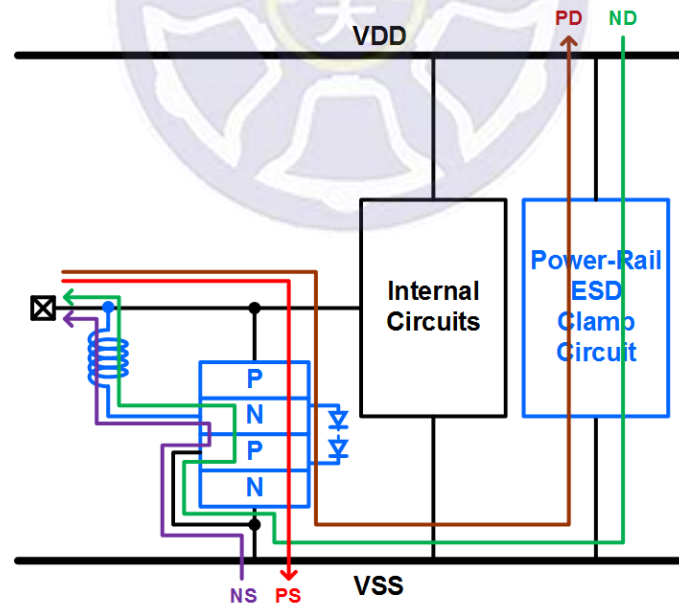 PD ND
VDD
Internal
Circuits
Power-Rail
ESD
Clamp
Circuit
P
N
P
N
NS PS
VSS